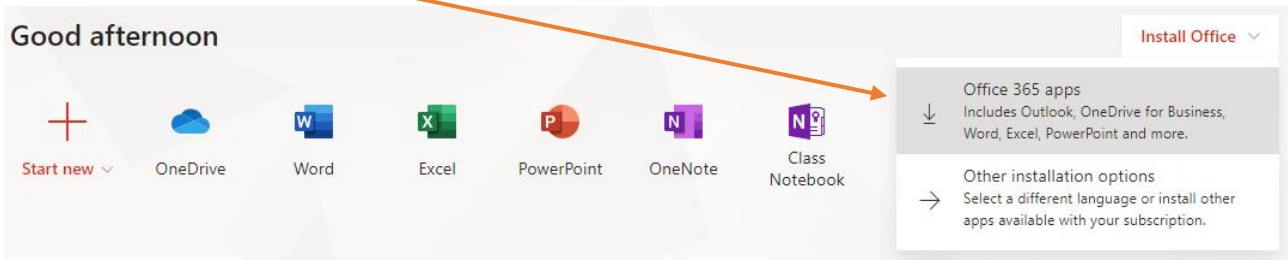 Good afternoon
Install Office
Office 365 apps
Includes Outlook, OneDrive for Business,
Word, Excel, PowerPoint and more.
Other installation options
Select a different language or install other
apps available with your subscription.
Start new
OneDrive
W
Word
X
Excel
P
PowerPoint
N
OneNote
N
Class
Notebook